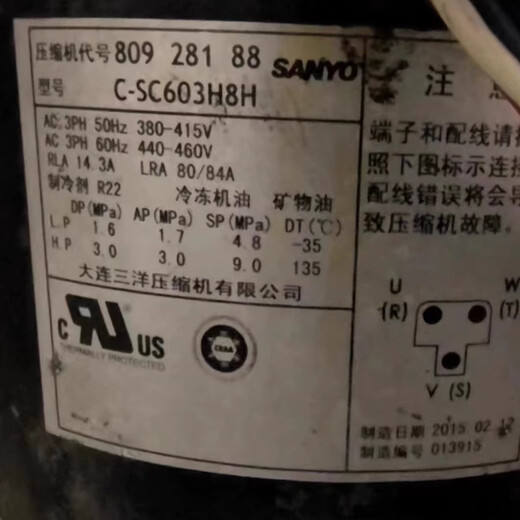 压缩机代号 809 281 88
SANYO
型号 C-SC603H8H
AC 3PH 50Hz 380-415V
AC 3PH 60Hz 440-460V
RLA 14.3A LRA 80/84A
制冷剂 R22 冷冻机油 矿物油
DP(MPa) AP(MPa) SP(MPa) DT(℃)
L.P 1.6 1.7 4.8 -35
H.P 3.0 3.0 9.0 135
大连三洋压缩机有限公司
C RU US
THERMALLY PROTECTED
注
端子和配线请按
照下图标示连接
配线错误将会导
致压缩机故障。
U W
(R) (T)
V (S)
制造日期 2015 02 12
制造编号 013915